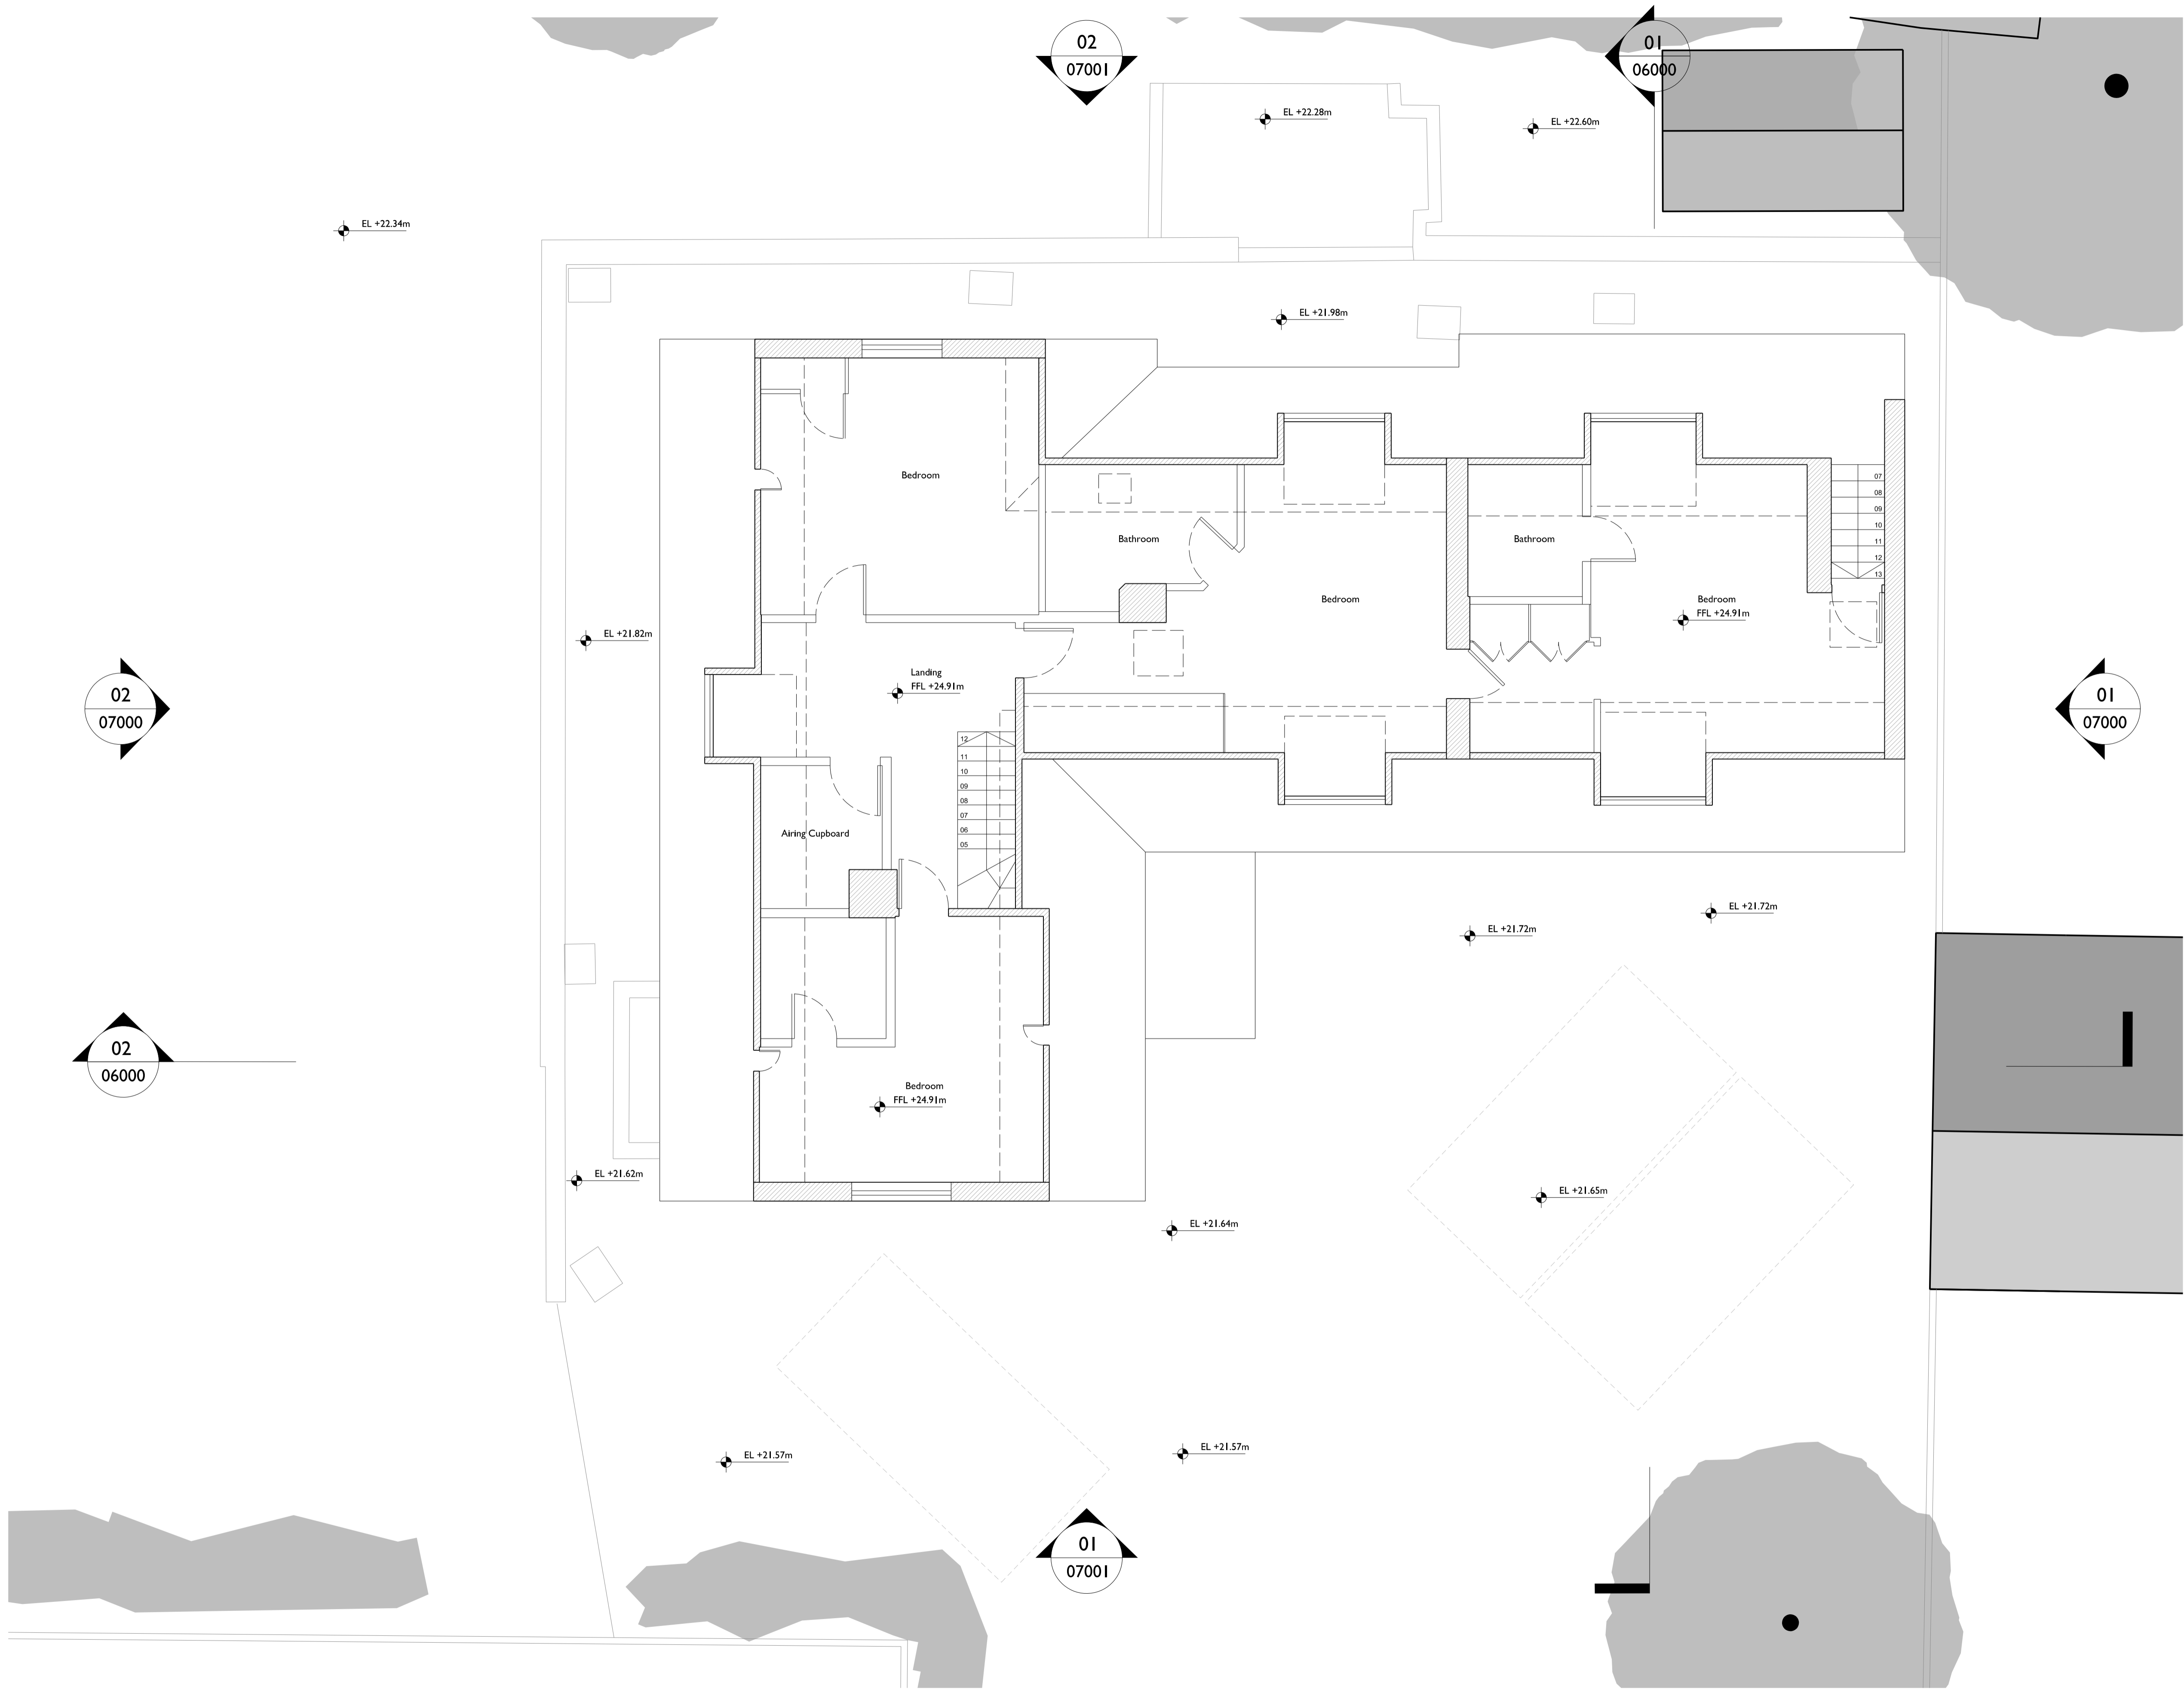 02
07001
01
06000
EL +22.28m
EL +22.60m
EL +22.34m
EL +21.98m
Bedroom
07
08
09
10
11
12
13
Bathroom
Bathroom
Bedroom
Bedroom
FFL +24.91m
EL +21.82m
Landing
FFL +24.91m
02
07000
01
07000
12
11
10
09
08
07
06
05
Airing Cupboard
EL +21.72m
EL +21.72m
02
06000
Bedroom
FFL +24.91m
EL +21.62m
EL +21.65m
EL +21.64m
EL +21.57m
EL +21.57m
01
07001